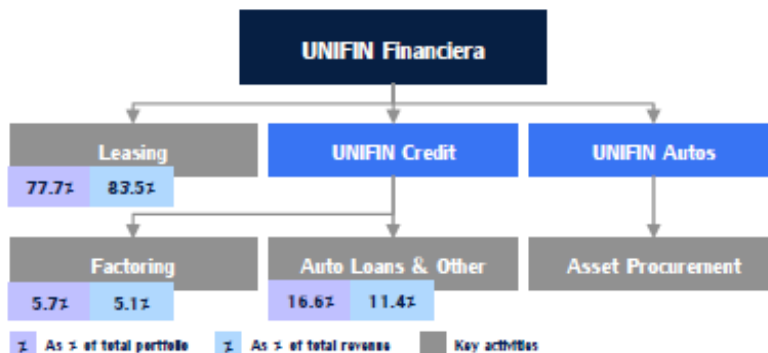 UNIFIN Financiera
Leasing
UNIFIN Credit
UNIFIN Autos
77.7% 83.5%
Factoring
Auto Loans & Other
Asset Procurement
5.7% 5.1%
16.6% 11.4%
% As % of total portfolio
% As % of total revenue
Key activities